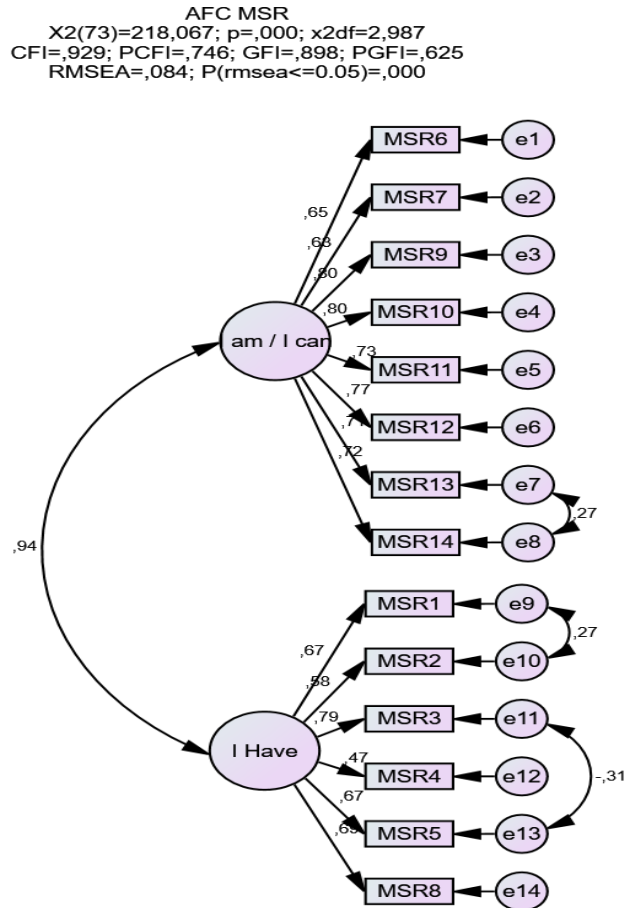 AFC MSR
X2(73)=218,067; p=,000; x2df=2,987
CFI=,929; PCFI=,746; GFI=,898; PGFI=,625
RMSEA=,084; P(rmsea<=0.05)=,000
MSR6 e1
,65
MSR7 e2
,68
MSR9 e3
,80
MSR10 e4
,80
am / I can
MSR11 e5
,73
,77
MSR12 e6
,72
MSR13 e7
,27
MSR14 e8
,94
MSR1 e9
,67
,27
MSR2 e10
,58
MSR3 e11
,79
I Have
MSR4 e12
,47
-,31
,67
MSR5 e13
MSR8 e14